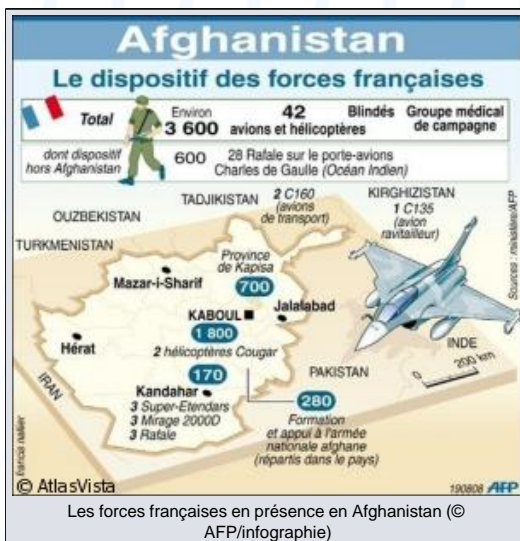 Afghanistan
Le dispositif des forces françaises
Total
Environ
3 600
42
avions et hélicoptères
Blindés
Groupe médical
de campagne
dont dispositif
hors Afghanistan
600
28 Rafale sur le porte-avions
Charles de Gaulle (Océan Indien)
TADJIKISTAN
2 C160
(avions
de transport)
KIRGHIZISTAN
1 C135
(avion
ravitailleur)
OUZBEKISTAN
TURKMENISTAN
Province
de Kapisa
700
Mazar-i-Sharif
KABOUL
1 800
2 hélicoptères Cougar
Jalalabad
Hérat
INDE
0 200 km
170
PAKISTAN
IRAN
Kandahar
3 Super-Etendars
3 Mirage 2000D
3 Rafale
280
Formation
et appui à l'armée
nationale afghane
(répartis dans le pays)
Sources : ministère/AFP
© AtlasVista
190808 AFP
Les forces françaises en présence en Afghanistan (©
AFP/infographie)